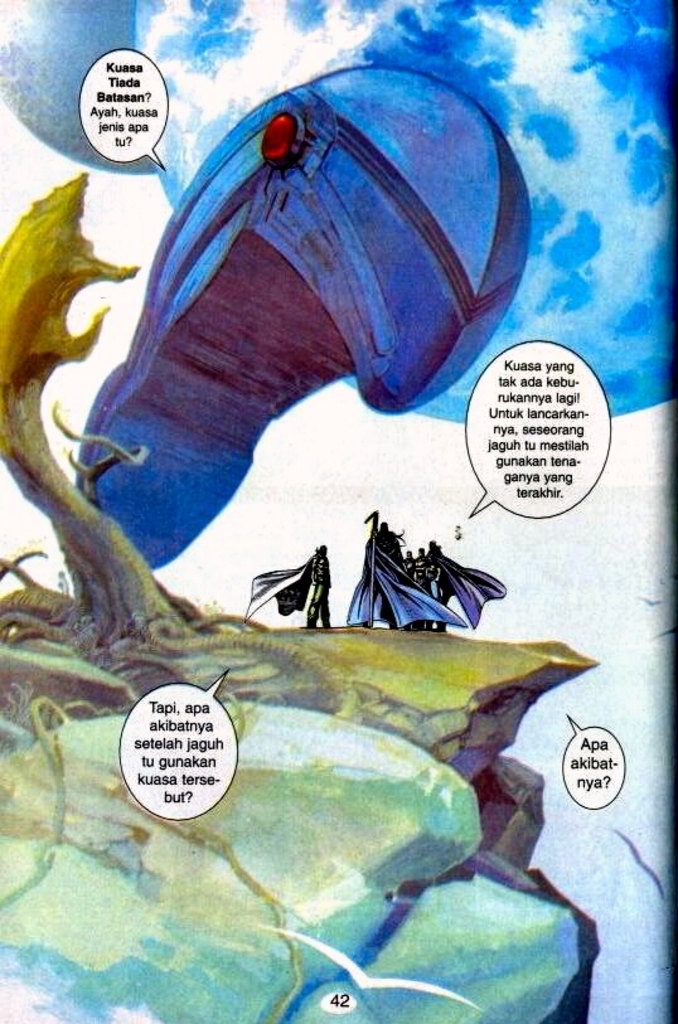 Kuasa
Tiada
Batasan?
Ayah, kuasa
jenis apa
tu?
Kuasa yang
tak ada kebu-
rukannya lagi!
Untuk lancarkan-
nya, seseorang
jaguh tu mestilah
gunakan tena-
ganya yang
terakhir.
Tapi, apa
akibatnya
setelah jaguh
tu gunakan
kuasa terse-
but?
Apa
akibat-
nya?
42